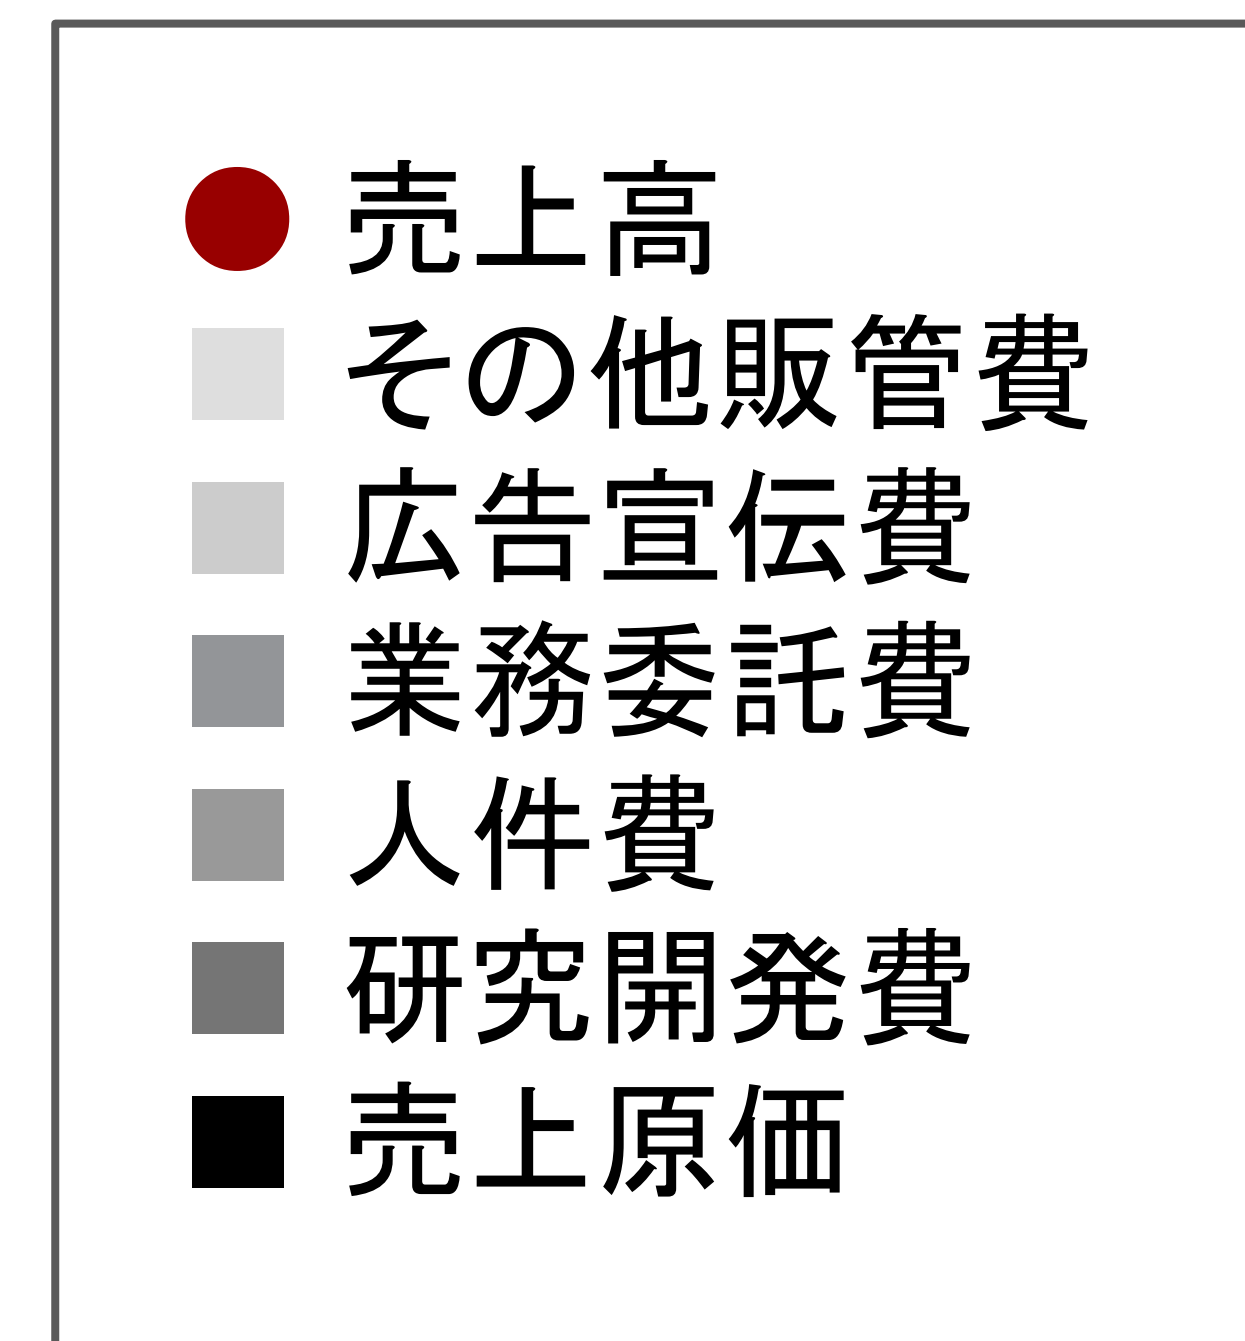 売上高
その他販管費
広告宣伝費
業務委託費
人件費
研究開発費
売上原価